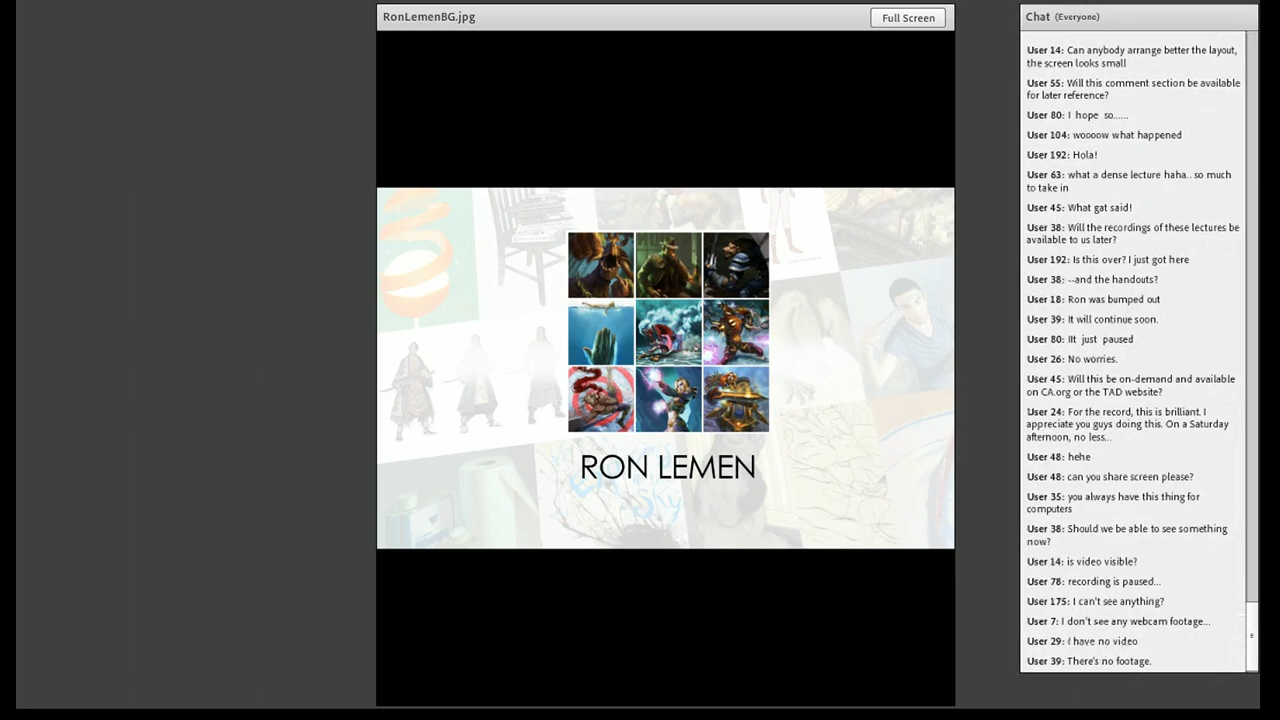 RonLemenBG.jpg
Full Screen
RON LEMEN
Chat (Everyone)
User 14: Can anybody arrange better the layout,
the screen looks small
User 55: Will this comment section be available
for later reference?
User 80: I hope so......
User 104: woooow what happened
User 192: Hola!
User 63: what a dense lecture haha.. so much
to take in
User 45: What gat said!
User 38: Will the recordings of these lectures be
available to us later?
User 192: Is this over? I just got here
User 38: --and the handouts?
User 18: Ron was bumped out
User 39: It will continue soon.
User 80: IIt just paused
User 26: No worries.
User 45: Will this be on-demand and available
on CA.org or the TAD website?
User 24: For the record, this is brilliant. I
appreciate you guys doing this. On a Saturday
afternoon, no less...
User 48: hehe
User 48: can you share screen please?
User 35: you always have this thing for
computers
User 38: Should we be able to see something
now?
User 14: is video visible?
User 78: recording is paused...
User 175: I can't see anything?
User 7: I don't see any webcam footage...
User 29: I have no video
User 39: There's no footage.